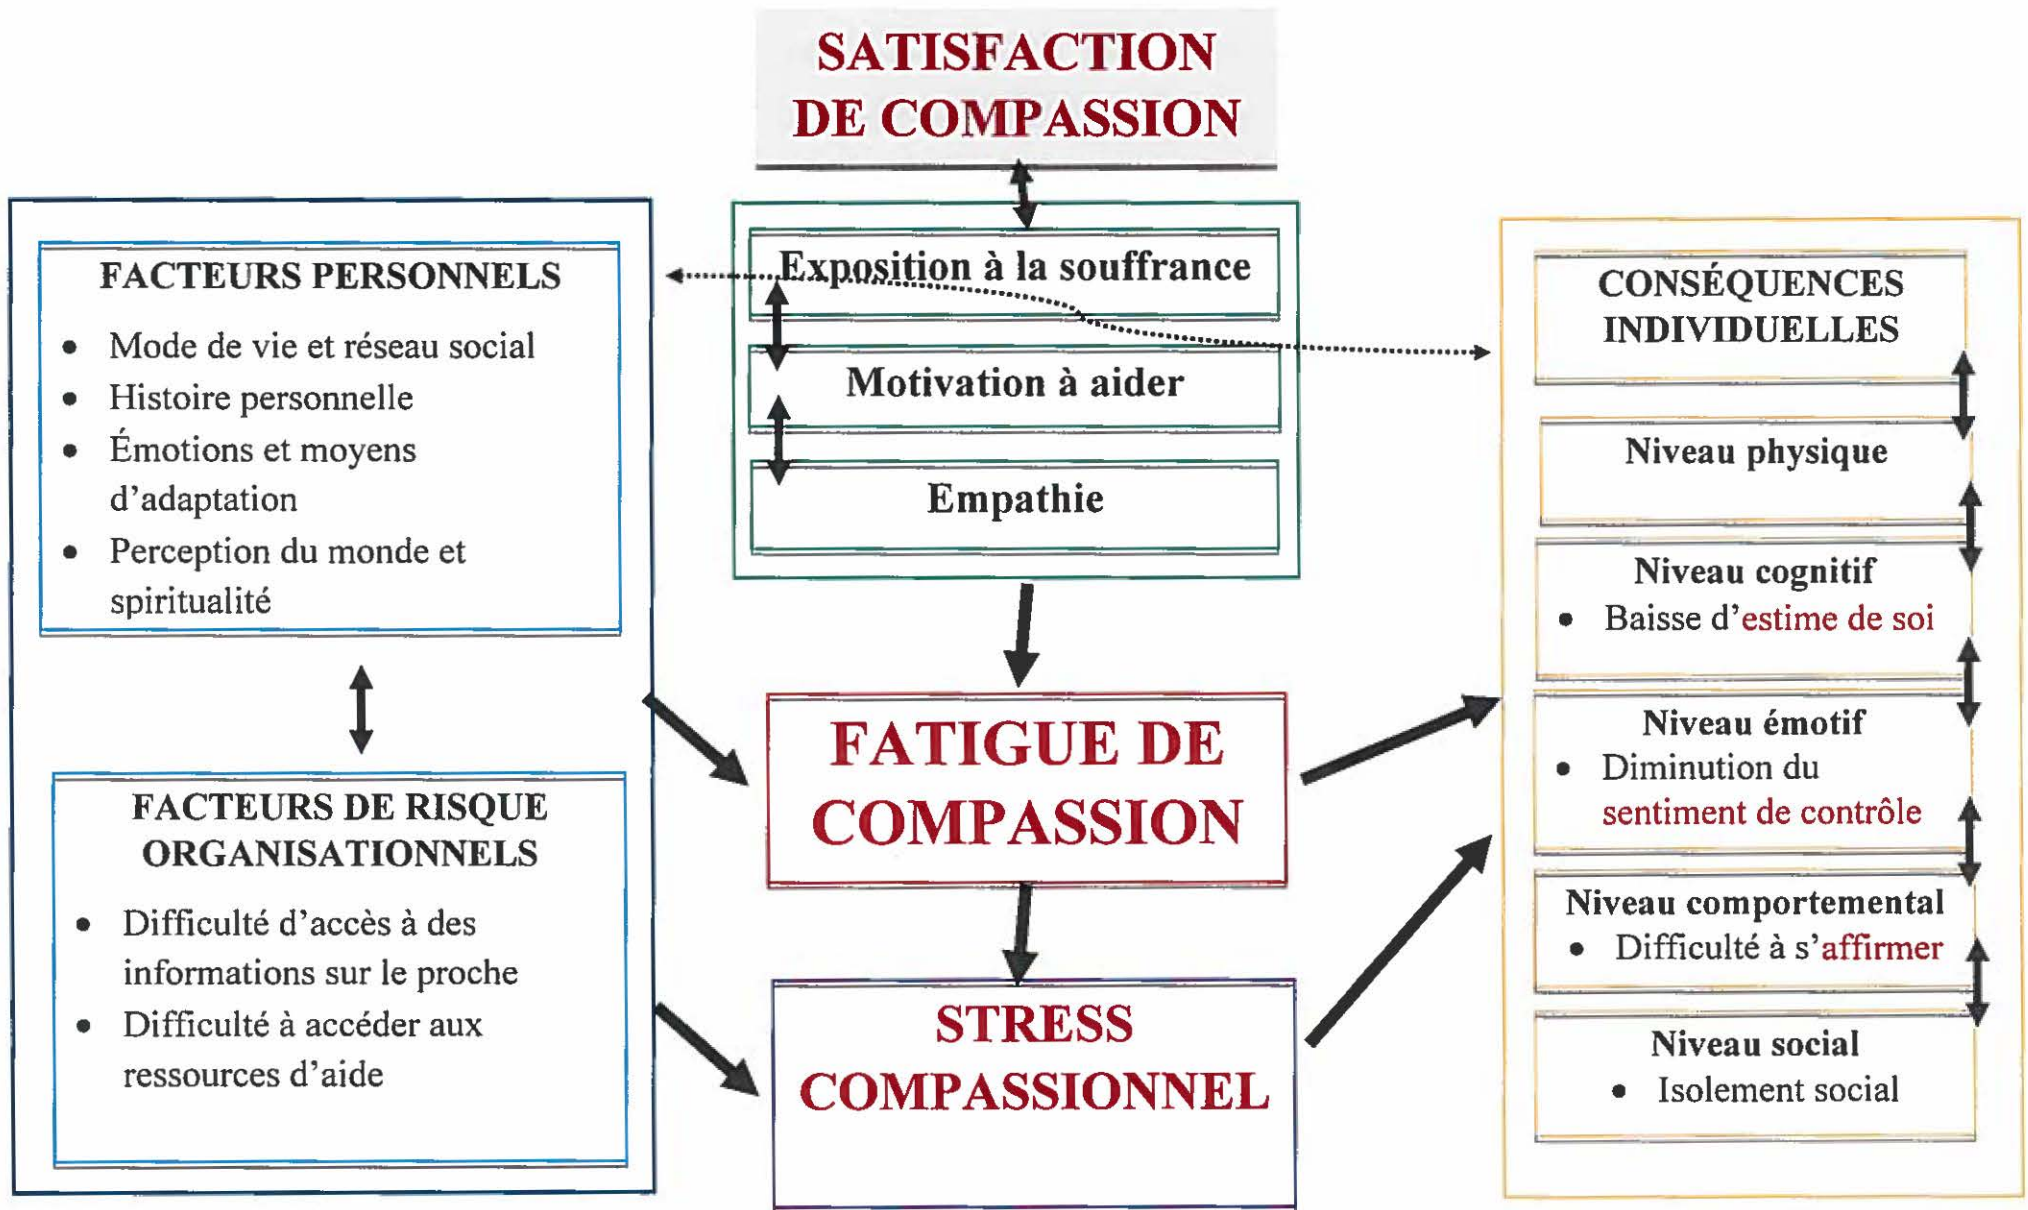 SATISFACTION
DE COMPASSION
FACTEURS PERSONNELS
• Mode de vie et réseau social
• Histoire personnelle
• Émotions et moyens
d'adaptation
• Perception du monde et
spiritualité
FACTEURS DE RISQUE
ORGANISATIONNELS
• Difficulté d'accès à des
informations sur le proche
• Difficulté à accéder aux
ressources d'aide
Exposition à la souffrance
Motivation à aider
Empathie
FATIGUE DE
COMPASSION
STRESS
COMPASSIONNEL
CONSÉQUENCES
INDIVIDUELLES
Niveau physique
Niveau cognitif
• Baisse d'estime de soi
Niveau émotif
• Diminution du
sentiment de contrôle
Niveau comportemental
• Difficulté à s'affirmer
Niveau social
• Isolement social